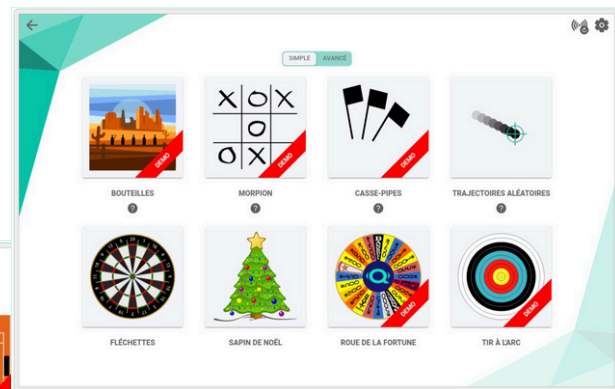 SIMPLE AVANCÉ
X O X
O
O X
DEMO DEMO DEMO
BOUTEILLES MORPION CASSE-PIPES TRAJECTOIRES ALÉATOIRES
? ? ? ?
Q
DEMO DEMO
FLÉCHETTES SAPIN DE NOËL ROUE DE LA FORTUNE TIR À L'ARC